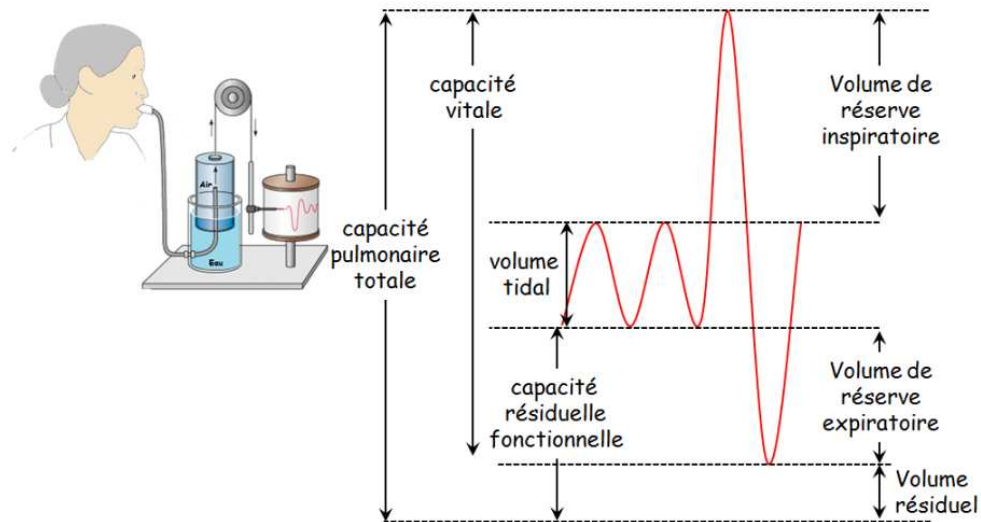 Air
Eau
capacité
pulmonaire
totale
capacité
vitale
volume
tidal
capacité
résiduelle
fonctionnelle
Volume de
réserve
inspiratoire
Volume de
réserve
expiratoire
Volume
résiduel